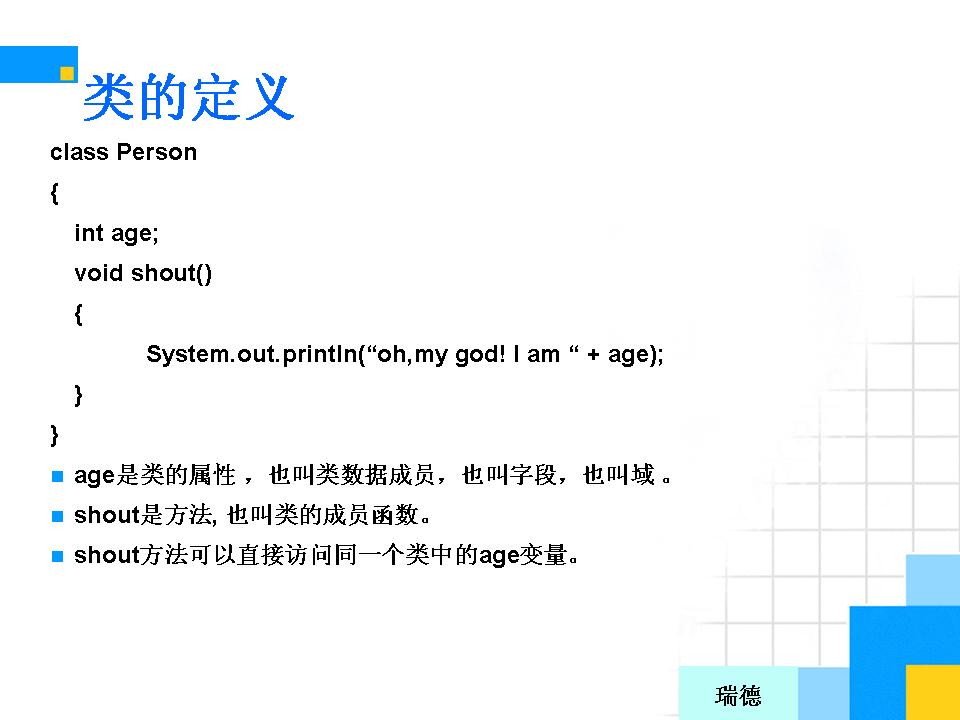 类的定义
class Person
{
int age;
void shout()
{
System.out.println(“oh,my god! I am “ + age);
}
}
age是类的属性 ，也叫类数据成员，也叫字段，也叫域 。
shout是方法, 也叫类的成员函数。
shout方法可以直接访问同一个类中的age变量。
瑞德